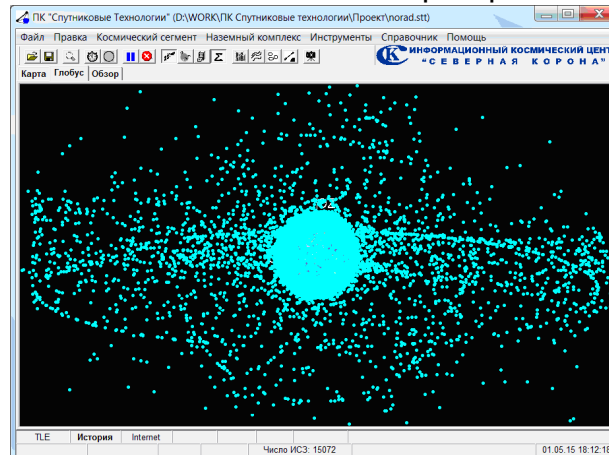 ПК "Спутниковые Технологии" (D:\WORK\ПК Спутниковые технологии\Проект\norad.stt)
Файл Правка Космический сегмент Наземный комплекс Инструменты Справочник Помощь
ИНФОРМАЦИОННЫЙ КОСМИЧЕСКИЙ ЦЕНТ
"СЕВЕРНАЯ КОРОНА"
Карта Глобус Обзор
OZ
TLE История Internet
Число ИСЗ: 15072 01.05.15 18:12:18